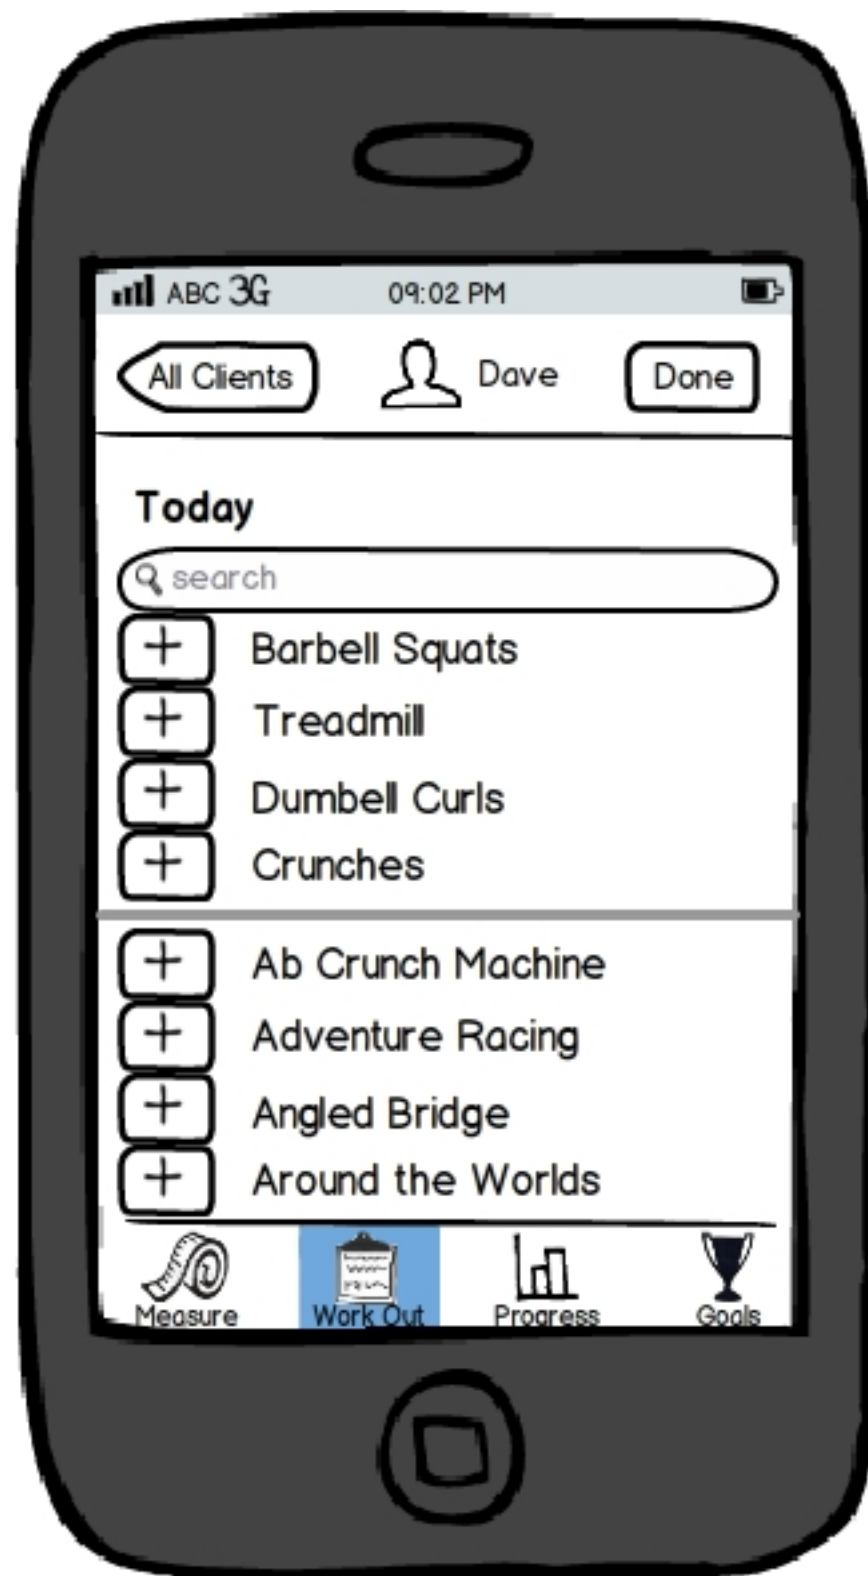 ABC 3G 09:02 PM
All Clients Dave Done
Today
search
Barbell Squats
Treadmill
Dumbell Curls
Crunches
Ab Crunch Machine
Adventure Racing
Angled Bridge
Around the Worlds
Measure Work Out Progress Goals